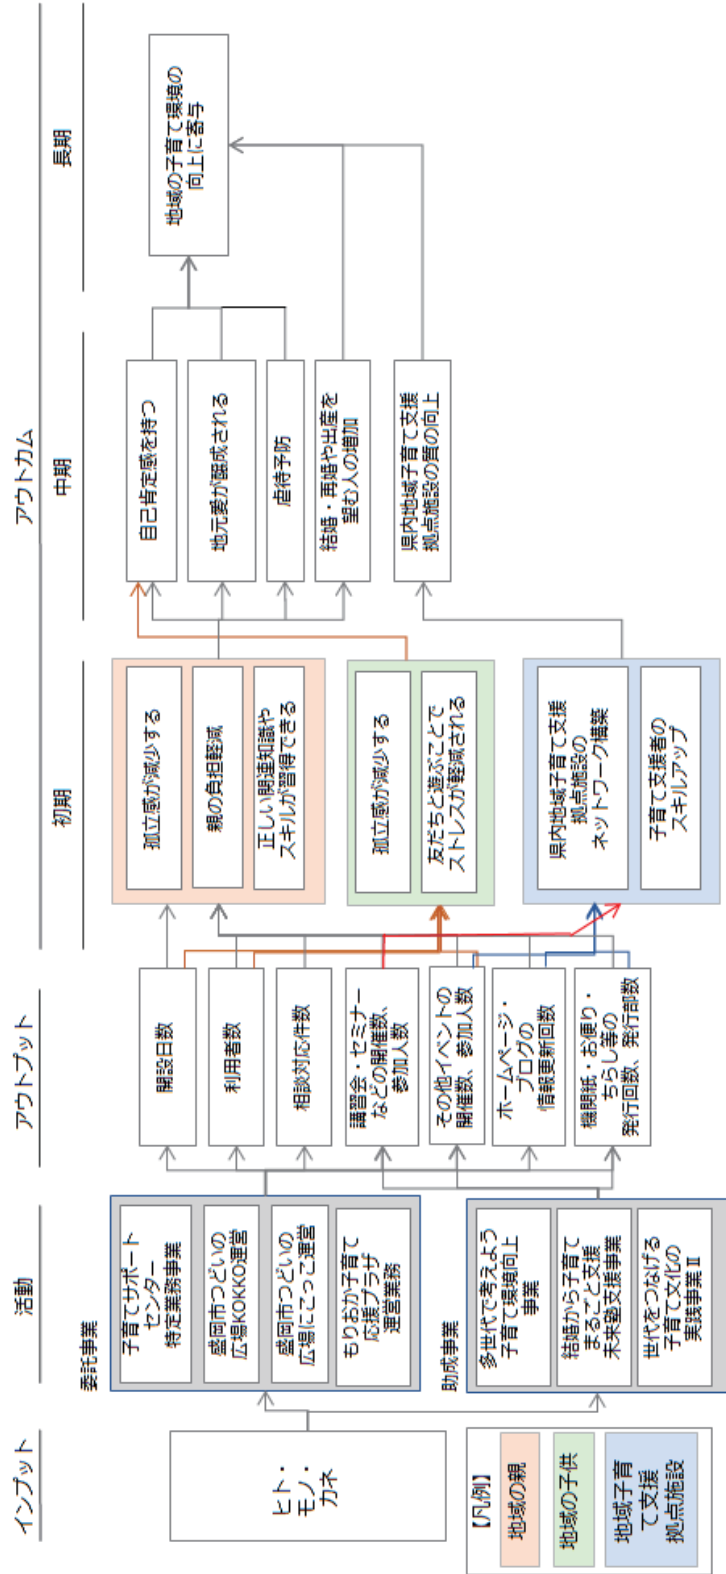 インプット
活動
アウトプット
アウトカム
初期
中期
長期
ヒト・
モノ・
カネ
委託事業
子育てサポート
センター
特定業務事業
盛岡市つどいの
広場KOKKO運営
盛岡市つどいの
広場にこっこ運営
もりおか子育て
応援プラザ
運営業務
助成事業
多世代で考えよう
子育て環境向上
事業
結婚から子育て
まるごと支援
未来塾支援事業
世代をつなげる
子育て文化の
実践事業Ⅱ
開設日数
利用者数
相談対応件数
講習会・セミナー
などの開催数、
参加人数
その他イベントの
開催数、参加人数
ホームページ・
ブログの
情報更新回数
機関紙・お便り・
ちらし等の
発行回数、発行部数
孤立感が減少する
親の負担軽減
正しい関連知識や
スキルが習得できる
孤立感が減少する
友だちと遊ぶことで
ストレスが軽減される
県内地域子育て支援
拠点施設の
ネットワーク構築
子育て支援者の
スキルアップ
自己肯定感を持つ
地元愛が醸成される
虐待予防
結婚・再婚や出産を
望む人の増加
県内地域子育て支援
拠点施設の質の向上
地域の子育て環境の
向上に寄与
【凡例】
地域の親
地域の子供
地域子育
て支援
拠点施設